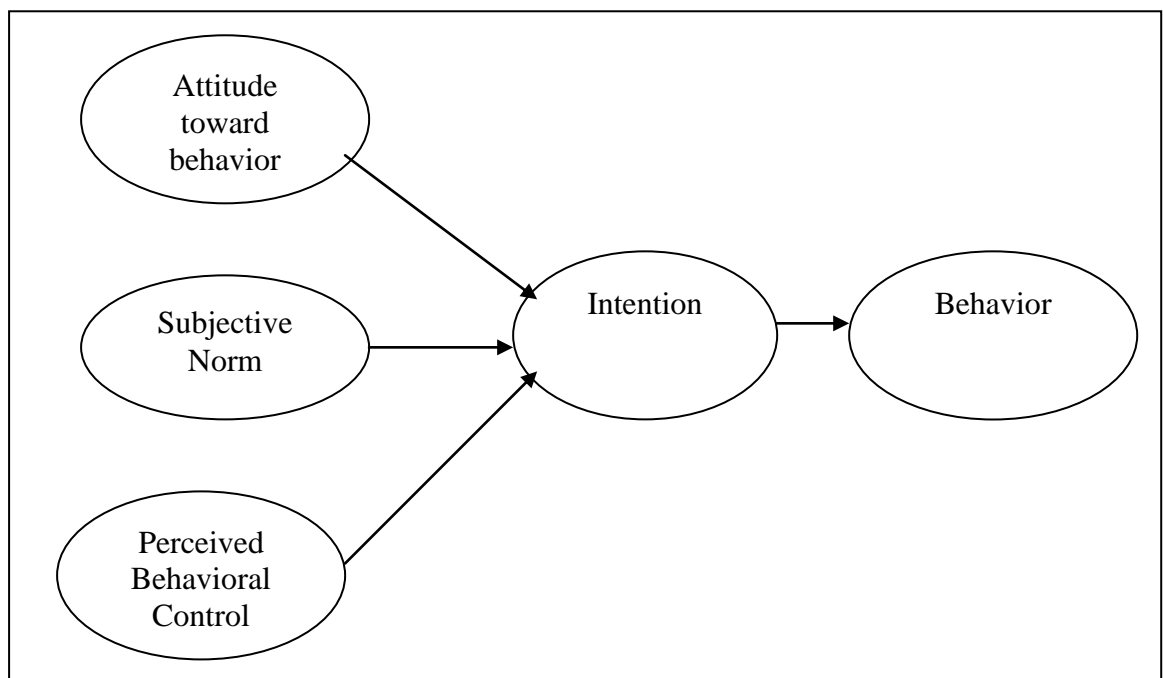 Attitude
toward
behavior
Subjective
Norm
Intention
Behavior
Perceived
Behavioral
Control